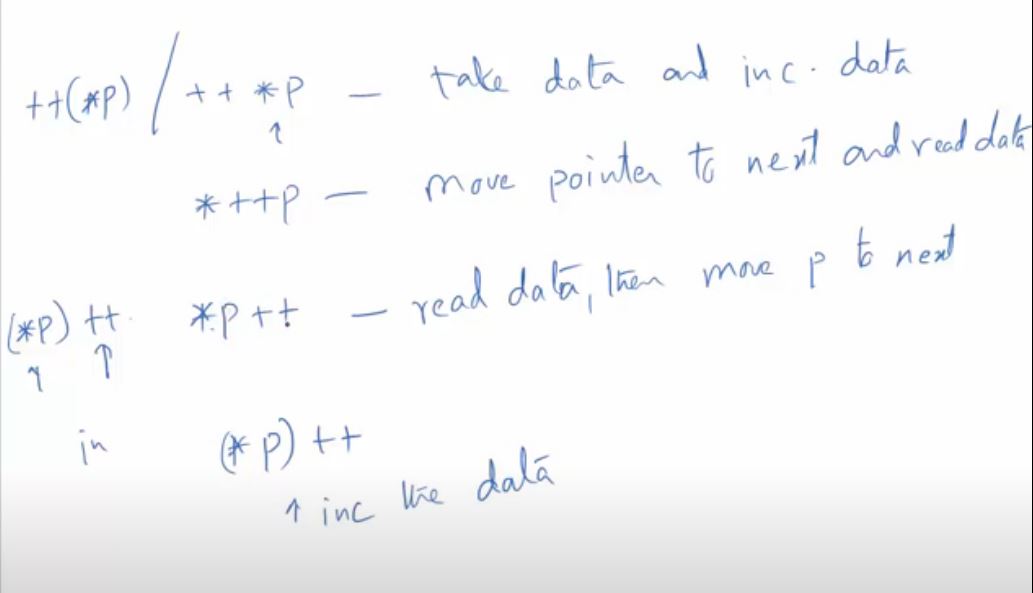 ++(*p) / ++ *p — take data and inc. data
*++p — move pointer to next and read data
(*p) ++ *p++ — read data, then move p to next
in (*p) ++
↑ inc the data